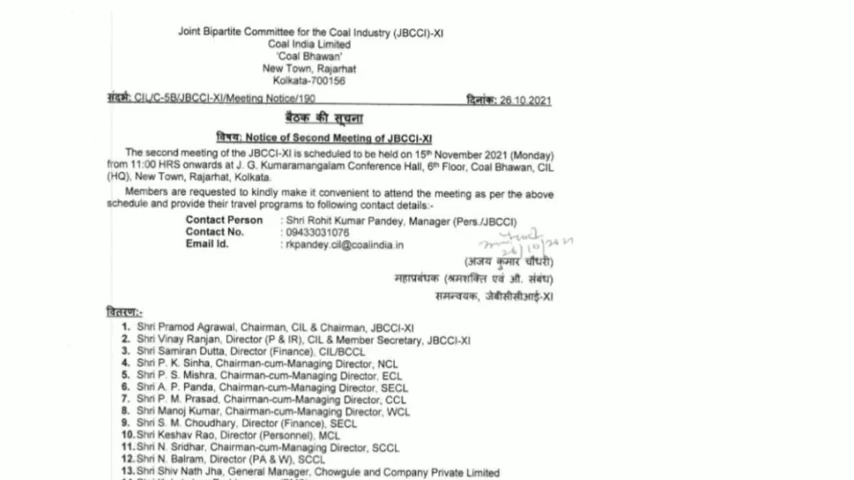 Joint Bipartite Committee for the Coal Industry (JBCCI)-XI
Coal India Limited
'Coal Bhawan'
New Town, Rajarhat
Kolkata-700156
संदर्भ: CIL/C-5B/JBCCI-XI/Meeting Notice/190 दिनांक: 26.10.2021
बैठक की सूचना
विषय: Notice of Second Meeting of JBCCI-XI
The second meeting of the JBCCI-XI is scheduled to be held on 15th November 2021 (Monday)
from 11:00 HRS onwards at J. G. Kumaramangalam Conference Hall, 6th Floor, Coal Bhawan, CIL
(HQ), New Town, Rajarhat, Kolkata.
Members are requested to kindly make it convenient to attend the meeting as per the above
schedule and provide their travel programs to following contact details:-
Contact Person : Shri Rohit Kumar Pandey, Manager (Pers./JBCCI)
Contact No. : 09433031076
Email Id. : rkpandey.cil@coalindia.in
26/10/2021
(अजय कुमार चौधरी)
महाप्रबंधक (श्रमशक्ति एवं औ. संबंध)
समन्वयक, जेबीसीसीआई-XI
वितरण:-
1. Shri Pramod Agrawal, Chairman, CIL & Chairman, JBCCI-XI
2. Shri Vinay Ranjan, Director (P & IR), CIL & Member Secretary, JBCCI-XI
3. Shri Samiran Dutta, Director (Finance), CIL/BCCL
4. Shri P. K. Sinha, Chairman-cum-Managing Director, NCL
5. Shri P. S. Mishra, Chairman-cum-Managing Director, ECL
6. Shri A. P. Panda, Chairman-cum-Managing Director, SECL
7. Shri P. M. Prasad, Chairman-cum-Managing Director, CCL
8. Shri Manoj Kumar, Chairman-cum-Managing Director, WCL
9. Shri S. M. Choudhary, Director (Finance), SECL
10. Shri Keshav Rao, Director (Personnel), MCL
11. Shri N. Sridhar, Chairman-cum-Managing Director, SCCL
12. Shri N. Balram, Director (PA & W), SCCL
13. Shri Shiv Nath Jha, General Manager, Chowgule and Company Private Limited